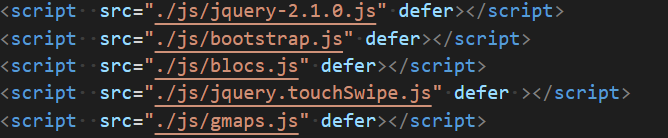 <script  src="./js/jquery-2.1.0.js" defer></script>
<script  src="./js/bootstrap.js" defer></script>
<script  src="./js/blocs.js" defer></script>
<script  src="./js/jquery.touchSwipe.js" defer ></script>
<script  src="./js/gmaps.js" defer></script>